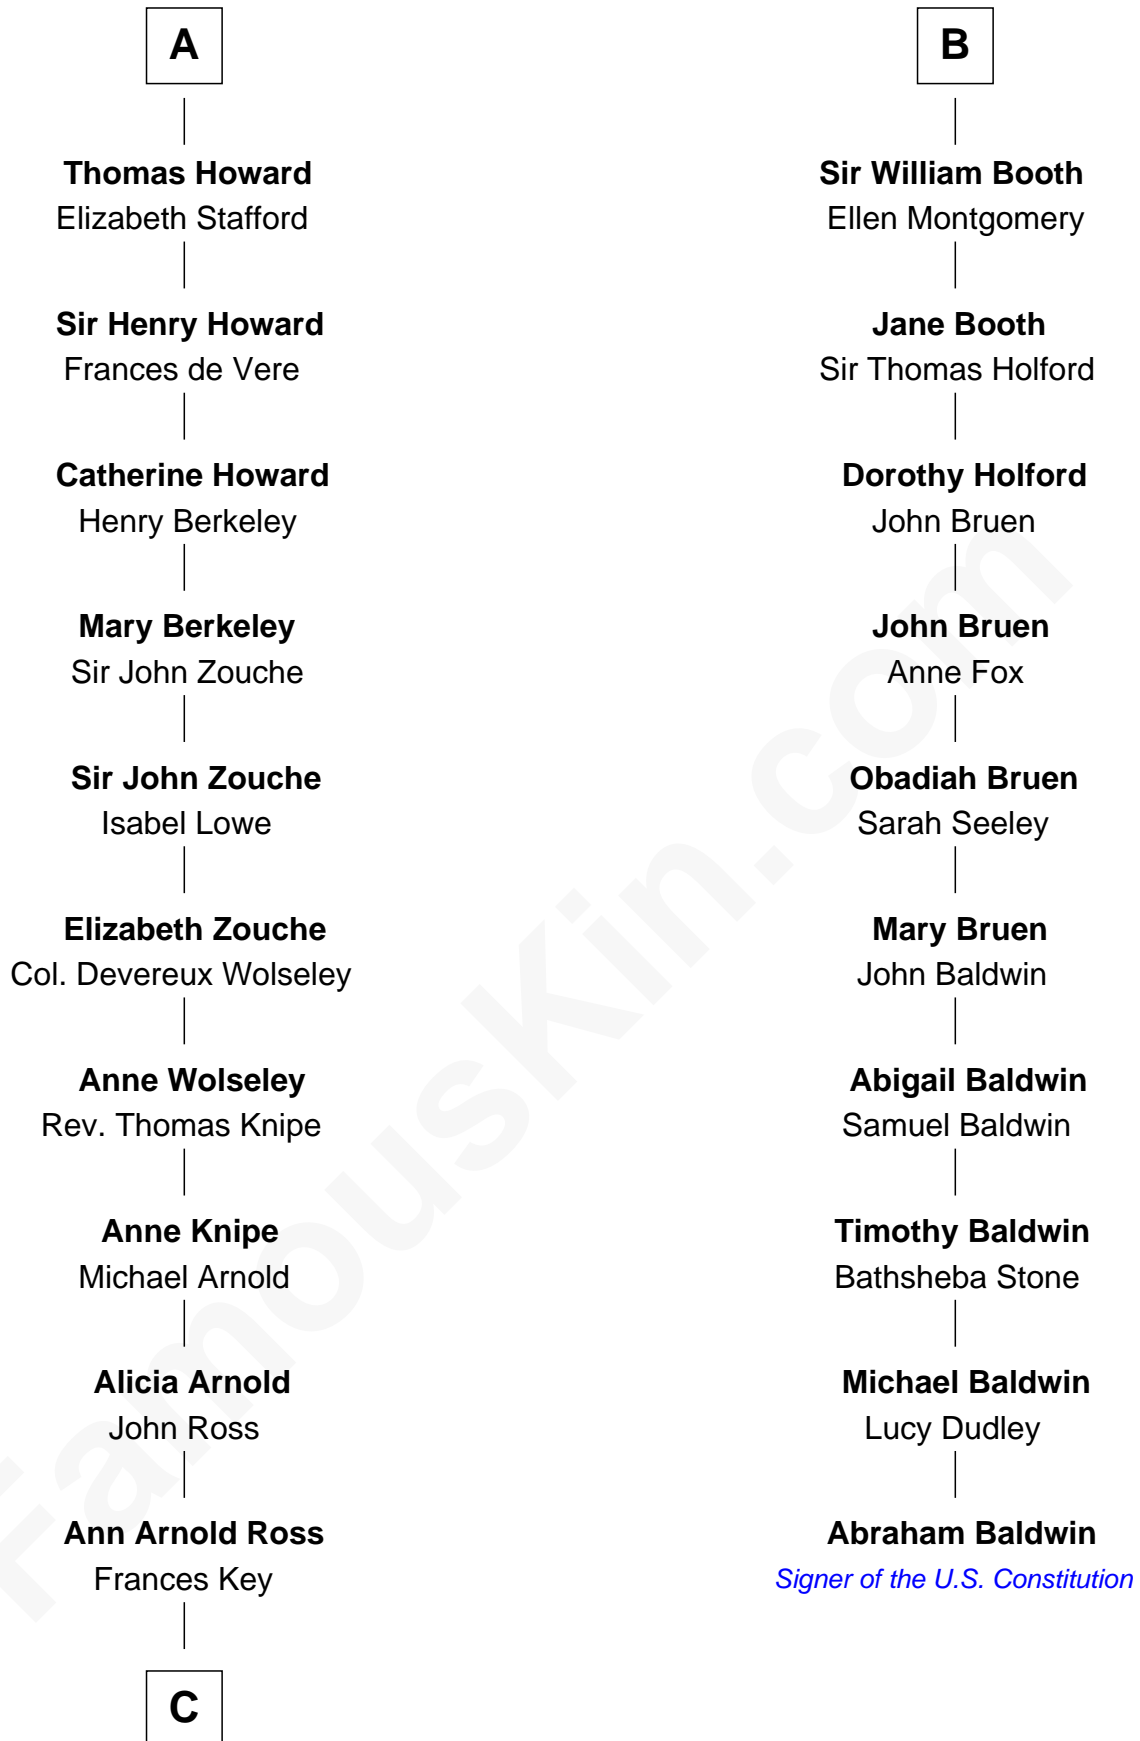 A
Thomas Howard
Elizabeth Stafford
Sir Henry Howard
Frances de Vere
Catherine Howard
Henry Berkeley
Mary Berkeley
Sir John Zouche
Sir John Zouche
Isabel Lowe
Elizabeth Zouche
Col. Devereux Wolseley
Anne Wolseley
Rev. Thomas Knipe
Anne Knipe
Michael Arnold
Alicia Arnold
John Ross
Ann Arnold Ross
Frances Key
C
B
Sir William Booth
Ellen Montgomery
Jane Booth
Sir Thomas Holford
Dorothy Holford
John Bruen
John Bruen
Anne Fox
Obadiah Bruen
Sarah Seeley
Mary Bruen
John Baldwin
Abigail Baldwin
Samuel Baldwin
Timothy Baldwin
Bathsheba Stone
Michael Baldwin
Lucy Dudley
Abraham Baldwin
Signer of the U.S. Constitution
FamousKin.com